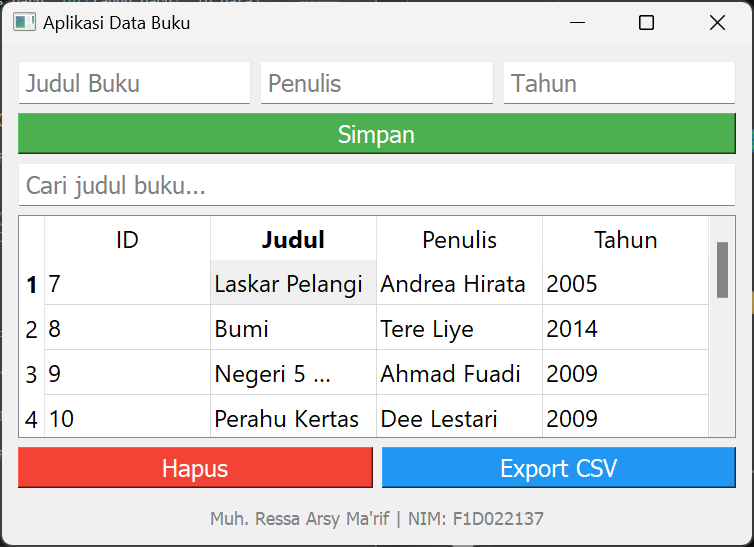 Aplikasi Data Buku
Judul Buku Penulis Tahun
Simpan
Cari judul buku...
ID Judul Penulis Tahun
1 7 Laskar Pelangi Andrea Hirata 2005
2 8 Bumi Tere Liye 2014
3 9 Negeri 5 ... Ahmad Fuadi 2009
4 10 Perahu Kertas Dee Lestari 2009
Hapus Export CSV
Muh. Ressa Arsy Ma'rif | NIM: F1D022137